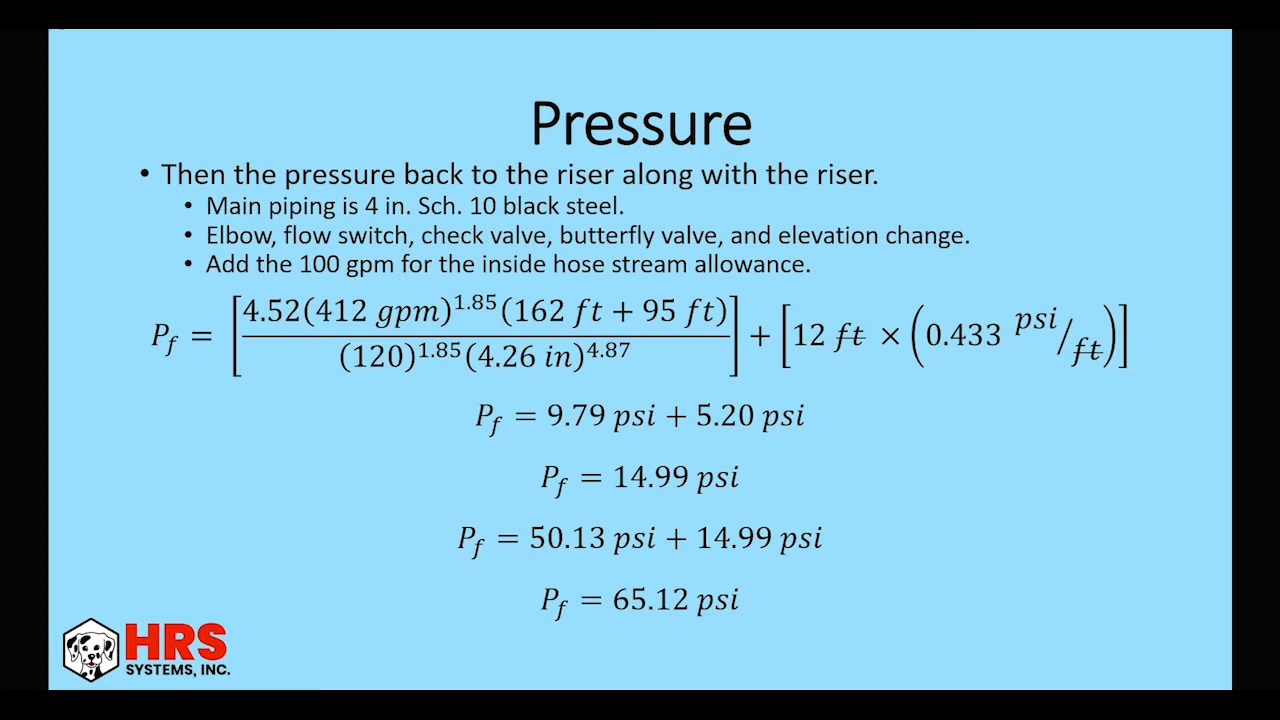 Pressure
• Then the pressure back to the riser along with the riser.
• Main piping is 4 in. Sch. 10 black steel.
• Elbow, flow switch, check valve, butterfly valve, and elevation change.
• Add the 100 gpm for the inside hose stream allowance.
P_f = [4.52(412 gpm)^1.85(162 ft + 95 ft) / (120)^1.85(4.26 in)^4.87] + [12 ft × (0.433 psi/ft)]
P_f = 9.79 psi + 5.20 psi
P_f = 14.99 psi
P_f = 50.13 psi + 14.99 psi
P_f = 65.12 psi
HRS
SYSTEMS, INC.